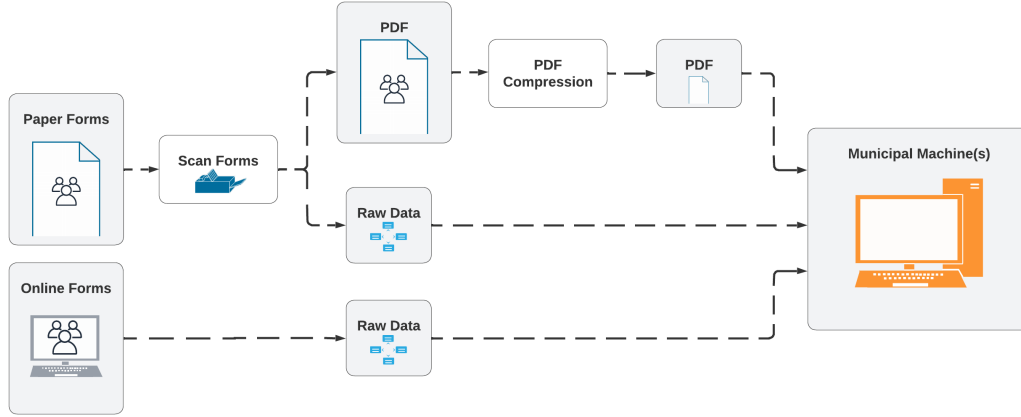 PDF
PDF
Compression
PDF
Paper Forms
Scan Forms
Municipal Machine(s)
Raw Data
Online Forms
Raw Data